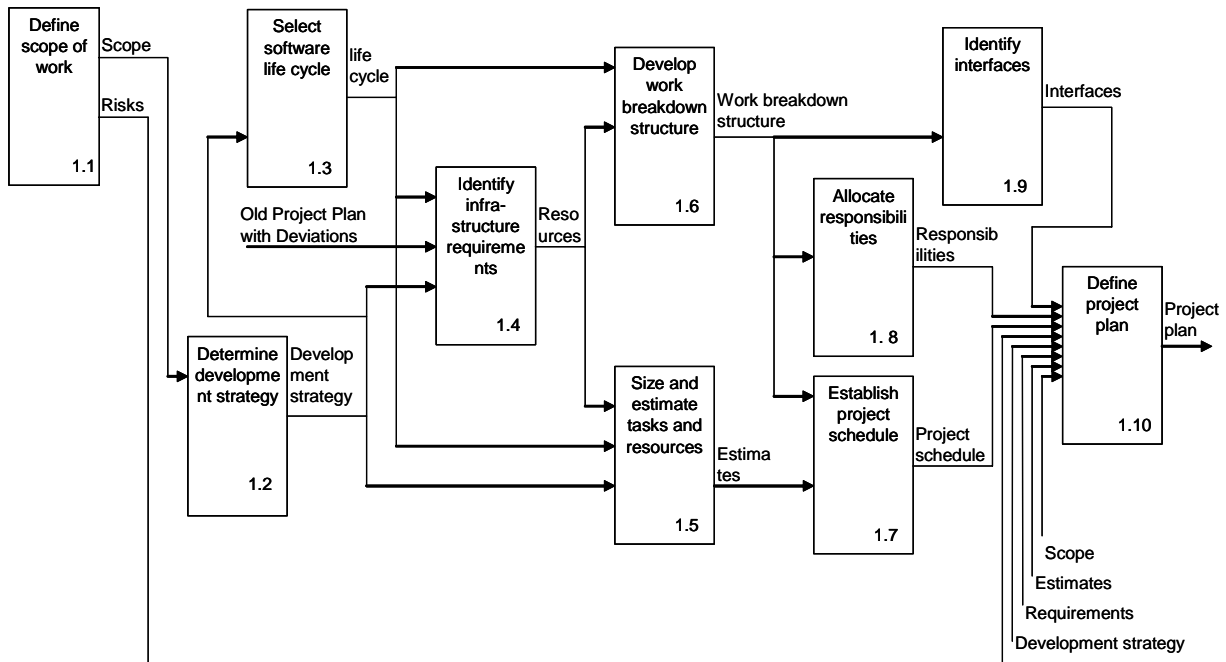 Define
scope of
work
1.1
Scope
Risks
Select
software
life cycle
1.3
life
cycle
Old Project Plan
with Deviations
Determine
developme
nt strategy
1.2
Develop
ment
strategy
Identify
infra-
structure
requireme
nts
1.4
Reso
urces
Develop
work
breakdown
structure
1.6
Work breakdown
structure
Size and
estimate
tasks and
resources
1.5
Estima
tes
Identify
interfaces
1.9
Interfaces
Allocate
responsibili
ties
1. 8
Responsib
ilities
Establish
project
schedule
1.7
Project
schedule
Define
project
plan
1.10
Project
plan
Scope
Estimates
Requirements
Development strategy